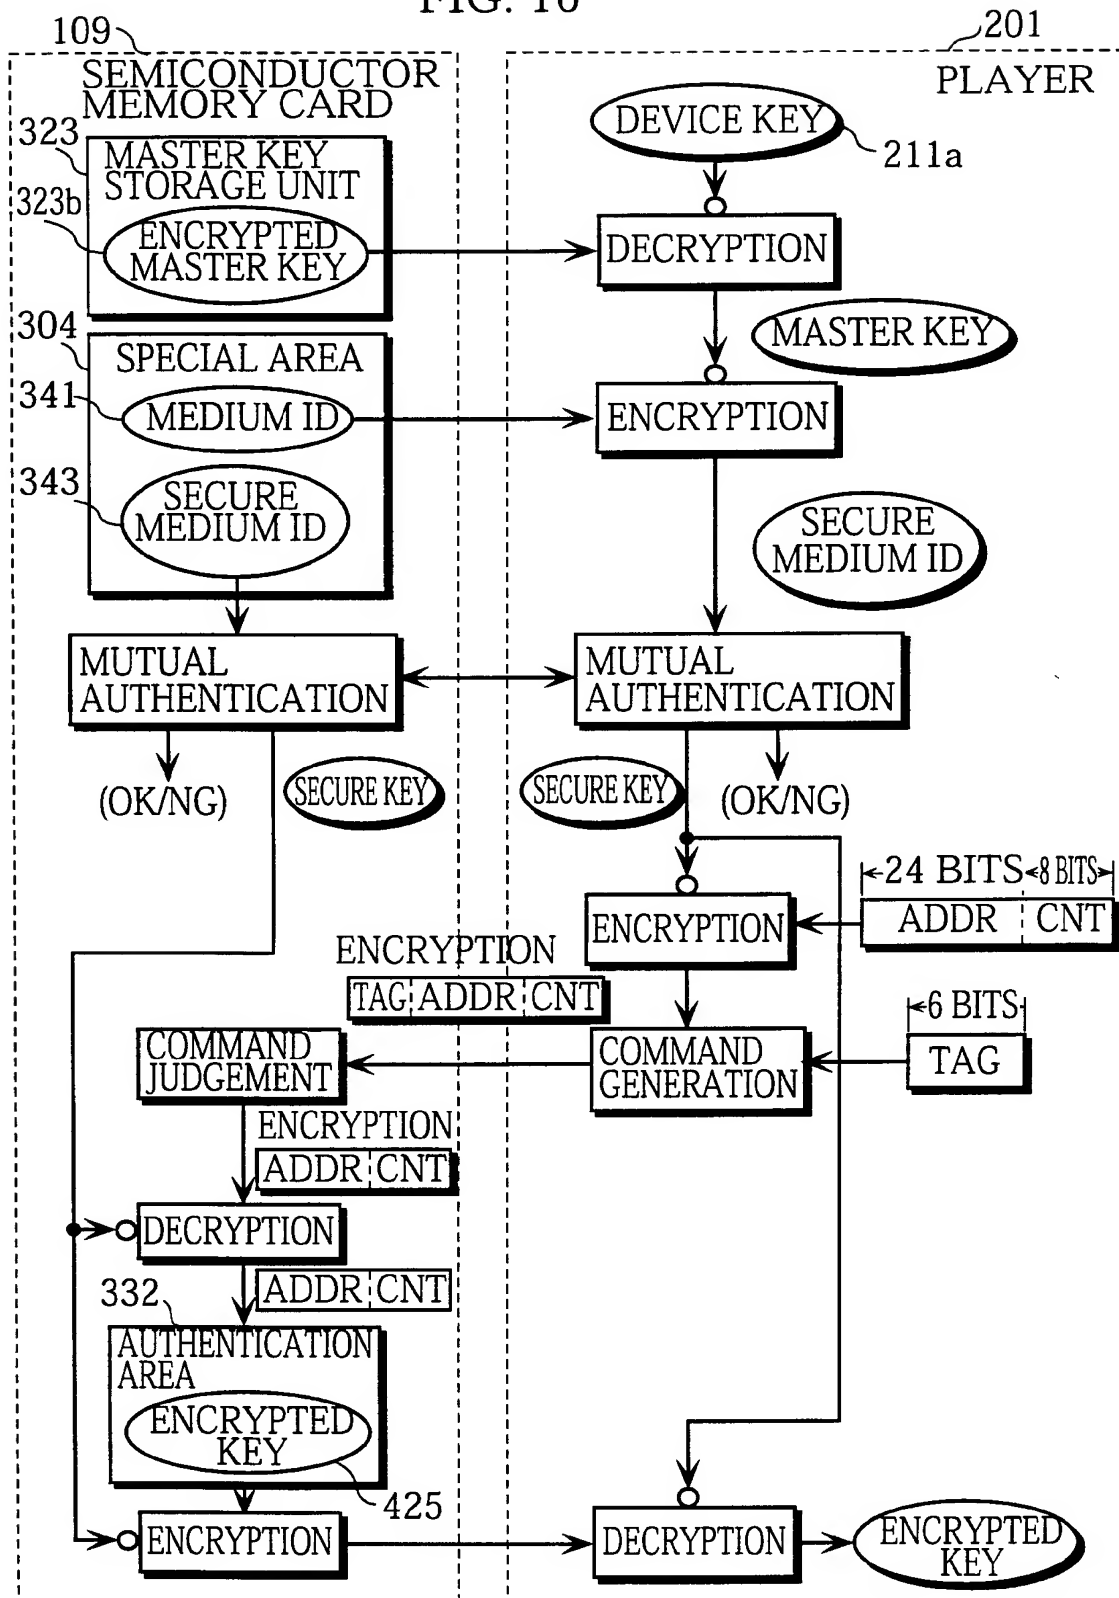 FIG. 10
109
201
SEMICONDUCTOR
MEMORY CARD
PLAYER
DEVICE KEY
211a
323
MASTER KEY
STORAGE UNIT
323b
ENCRYPTED
MASTER KEY
DECRYPTION
MASTER KEY
304
SPECIAL AREA
341
MEDIUM ID
ENCRYPTION
343
SECURE
MEDIUM ID
SECURE
MEDIUM ID
MUTUAL
AUTHENTICATION
MUTUAL
AUTHENTICATION
(OK/NG)
SECURE KEY
SECURE KEY
(OK/NG)
24 BITS
8 BITS
ADDR CNT
ENCRYPTION
ENCRYPTION
TAG ADDR CNT
6 BITS
TAG
COMMAND
JUDGEMENT
COMMAND
GENERATION
ENCRYPTION
ADDR CNT
DECRYPTION
ADDR CNT
332
AUTHENTICATION
AREA
ENCRYPTED
KEY
425
ENCRYPTION
DECRYPTION
ENCRYPTED
KEY